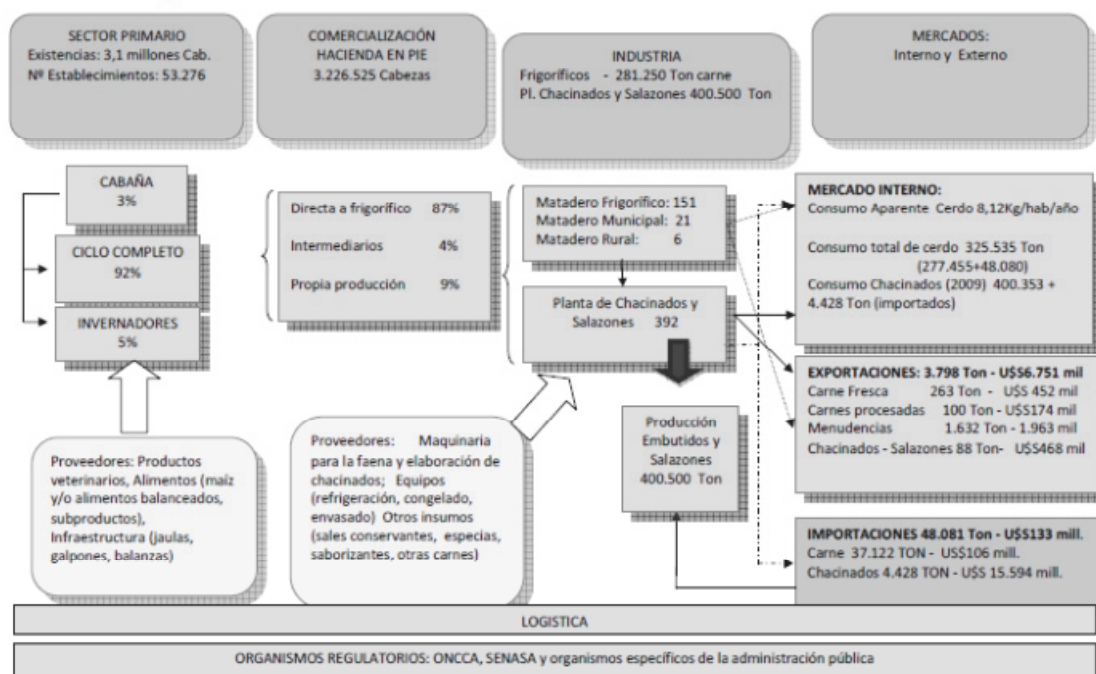 SECTOR PRIMARIO
Existencias: 3,1 millones Cab.
Nº Establecimientos: 53.276
COMERCIALIZACIÓN
HACIENDA EN PIE
3.226.525 Cabezas
INDUSTRIA
Frigoríficos - 281.250 Ton carne
Pl. Chacinados y Salazones 400.500 Ton
MERCADOS:
Interno y Externo
CABAÑA
3%
CICLO COMPLETO
92%
INVERNADORES
5%
Directa a frigorífico 87%
Intermediarios 4%
Propia producción 9%
Matadero Frigorífico: 151
Matadero Municipal: 21
Matadero Rural: 6
Planta de Chacinados y
Salazones 392
Producción
Embutidos y
Salazones
400.500 Ton
MERCADO INTERNO:
Consumo Aparente Cerdo 8,12Kg/hab/año
Consumo total de cerdo 325.535 Ton
(277.455+48.080)
Consumo Chacinados (2009) 400.353 +
4.428 Ton (importados)
EXPORTACIONES: 3.798 Ton - U$S6.751 mil
Carne Fresca 263 Ton - U$S 452 mil
Carnes procesadas 100 Ton - U$S174 mil
Menudencias 1.632 Ton - 1.963 mil
Chacinados - Salazones 88 Ton- U$S468 mil
IMPORTACIONES 48.081 Ton - U$S133 mill.
Carne 37.122 TON - US$106 mill.
Chacinados 4.428 TON - U$S 15.594 mill.
Proveedores: Productos
veterinarios, Alimentos (maíz
y/o alimentos balanceados,
subproductos),
Infraestructura (jaulas,
galpones, balanzas)
Proveedores: Maquinaria
para la faena y elaboración de
chacinados; Equipos
(refrigeración, congelado,
envasado) Otros insumos
(sales conservantes, especias,
saborizantes, otras carnes)
LOGISTICA
ORGANISMOS REGULATORIOS: ONCCA, SENASA y organismos específicos de la administración pública